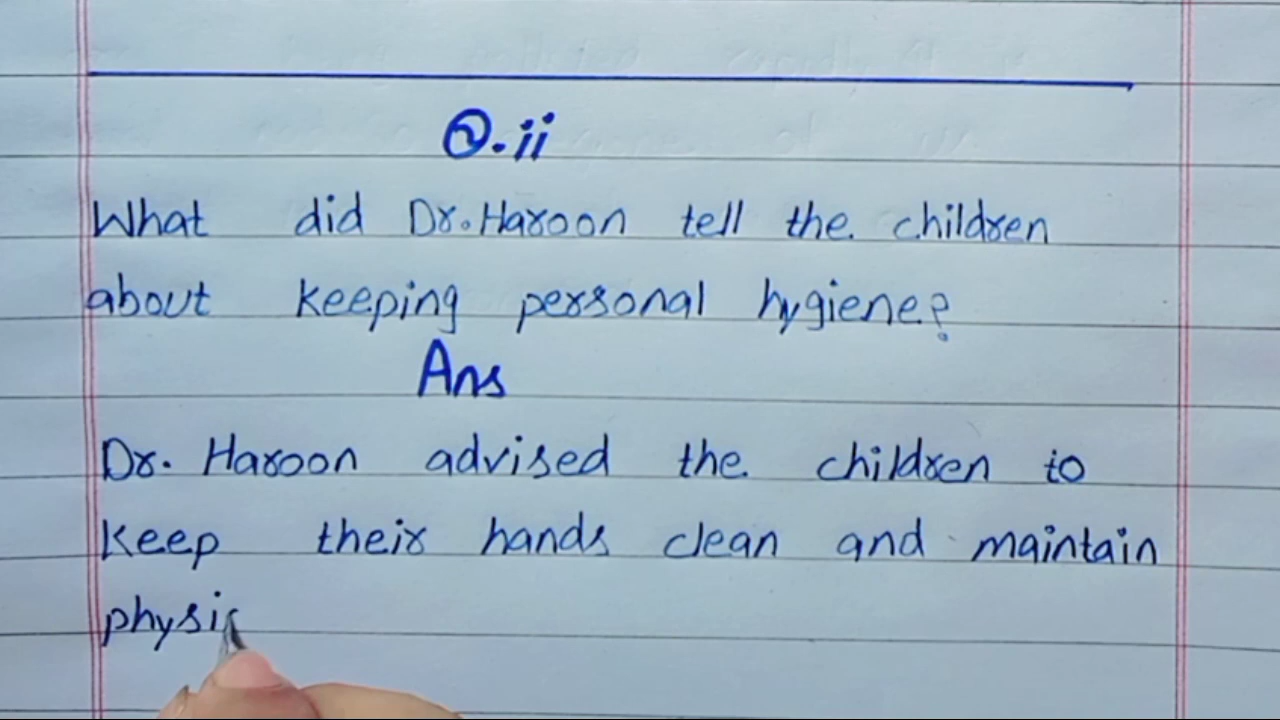 Q.ii
What did Dr. Haroon tell the children
about keeping personal hygiene?
Ans
Dr. Haroon advised the children to
keep their hands clean and maintain
physi